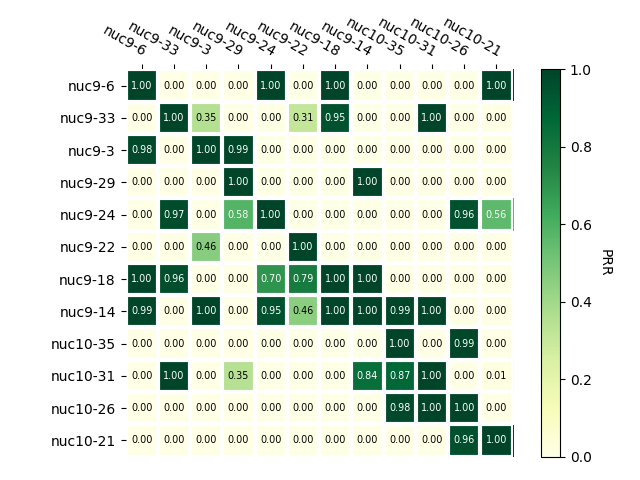 nuc9-6 nuc9-33 nuc9-3 nuc9-29 nuc9-24 nuc9-22 nuc9-18 nuc9-14 nuc10-35 nuc10-31 nuc10-26 nuc10-21
nuc9-6 1.00 0.00 0.00 0.00 1.00 0.00 1.00 0.00 0.00 0.00 0.00 1.00
nuc9-33 0.00 1.00 0.35 0.00 0.00 0.31 0.95 0.00 0.00 1.00 0.00 0.00
nuc9-3 0.98 0.00 1.00 0.99 0.00 0.00 0.00 0.00 0.00 0.00 0.00 0.00
nuc9-29 0.00 0.00 0.00 1.00 0.00 0.00 0.00 1.00 0.00 0.00 0.00 0.00
nuc9-24 0.00 0.97 0.00 0.58 1.00 0.00 0.00 0.00 0.00 0.00 0.96 0.56
nuc9-22 0.00 0.00 0.46 0.00 0.00 1.00 0.00 0.00 0.00 0.00 0.00 0.00
nuc9-18 1.00 0.96 0.00 0.00 0.70 0.79 1.00 1.00 0.00 0.00 0.00 0.00
nuc9-14 0.99 0.00 1.00 0.00 0.95 0.46 1.00 1.00 0.99 1.00 0.00 0.00
nuc10-35 0.00 0.00 0.00 0.00 0.00 0.00 0.00 0.00 1.00 0.00 0.99 0.00
nuc10-31 0.00 1.00 0.00 0.35 0.00 0.00 0.00 0.84 0.87 1.00 0.00 0.01
nuc10-26 0.00 0.00 0.00 0.00 0.00 0.00 0.00 0.00 0.98 1.00 1.00 0.00
nuc10-21 0.00 0.00 0.00 0.00 0.00 0.00 0.00 0.00 0.00 0.00 0.96 1.00
1.0
0.8
0.6
0.4
0.2
0.0
PRR